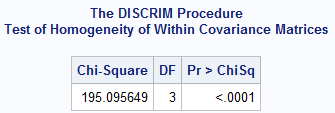 The DISCRIM Procedure
Test of Homogeneity of Within Covariance Matrices
Chi-Square DF Pr > ChiSq
195.095649 3 <.0001